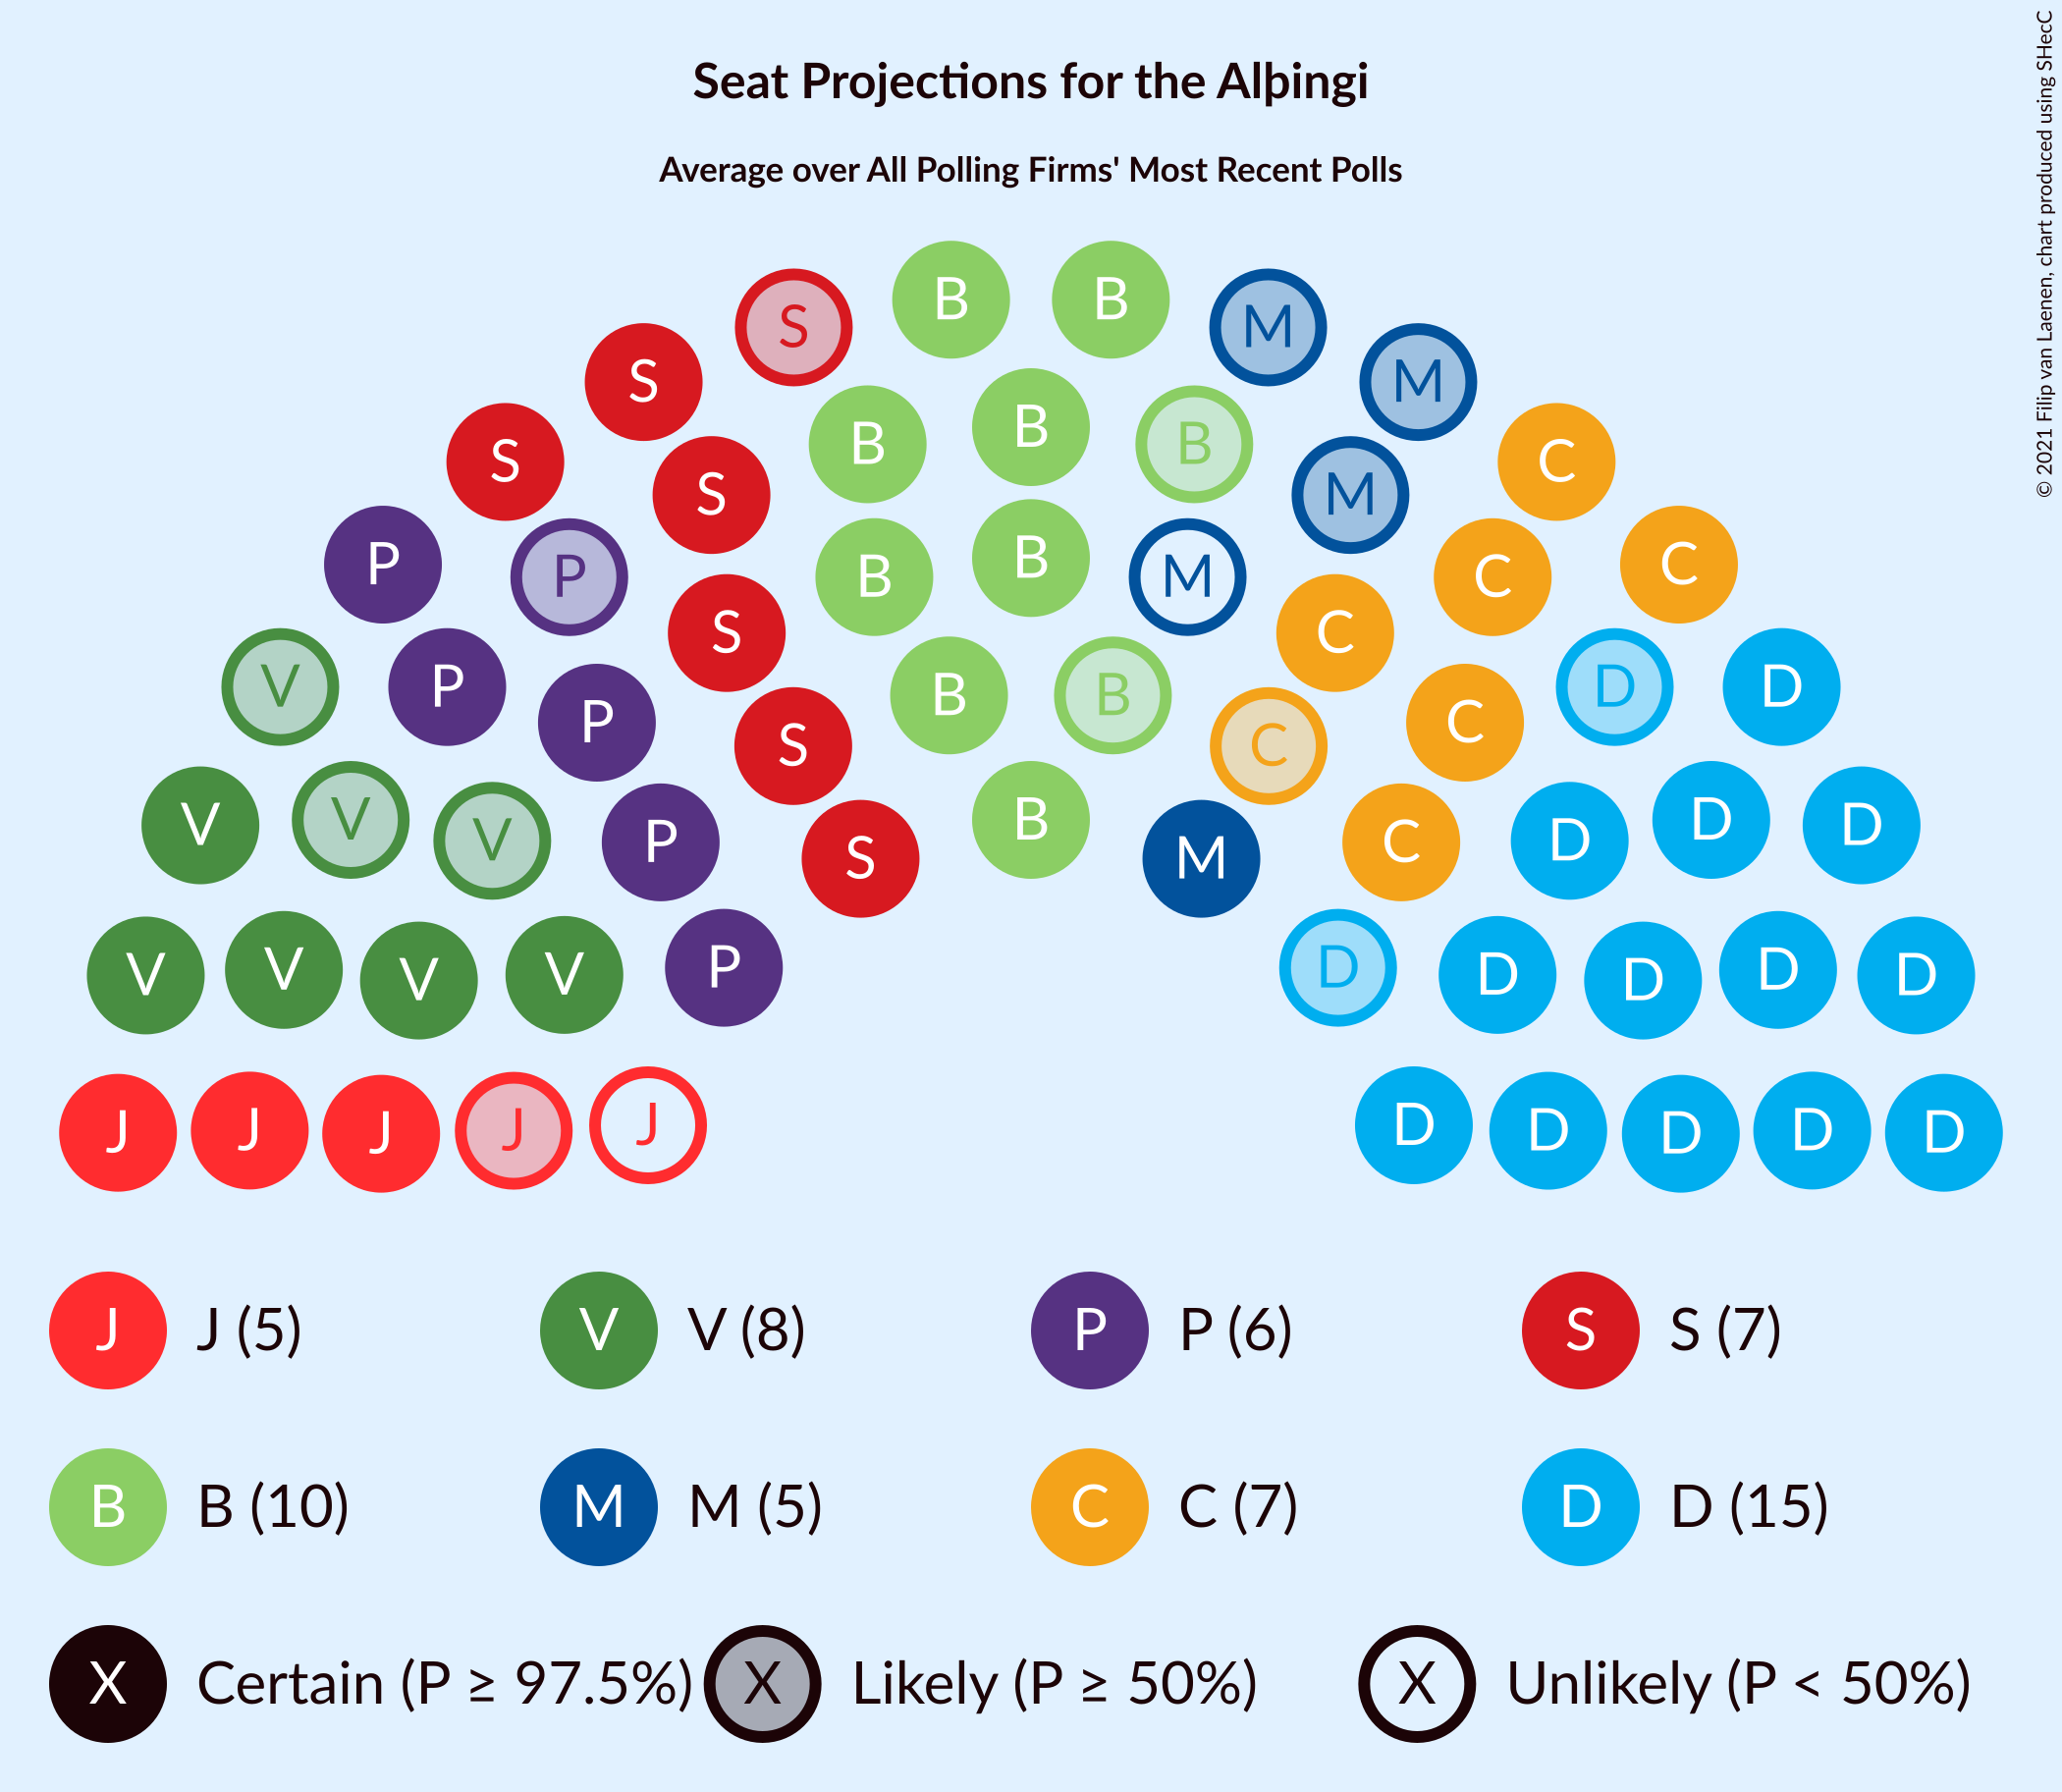 © 2021 Filip van Laenen, chart produced using SHecC
Seat Projections for the Alþingi
Average over All Polling Firms' Most Recent Polls
S B B M
S M
S B B B C
S M
P P B B M C C
S C
V P P B B C D D
S C
V V V P S B M C D D D
V V V V P D D D D D
J J J J J D D D D D
J J (5) V V (8) P P (6) S S (7)
B B (10) M M (5) C C (7) D D (15)
X Certain (P ≥ 97.5%) X Likely (P ≥ 50%) X Unlikely (P < 50%)